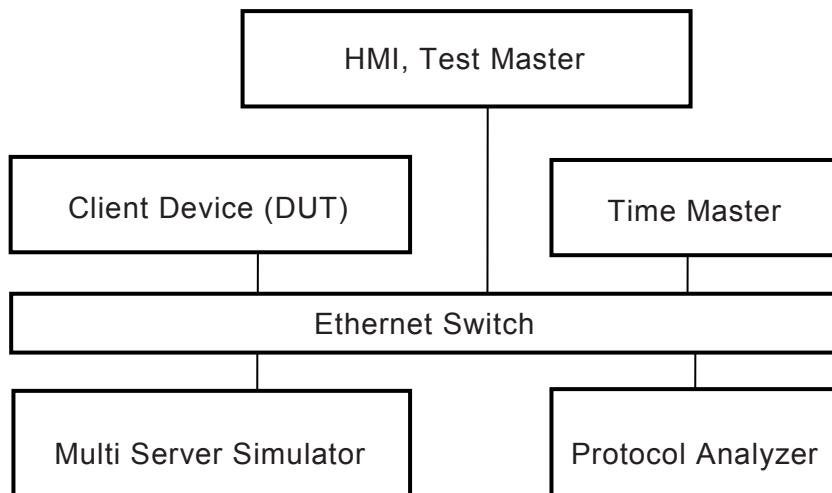 HMI, Test Master
Client Device (DUT)
Time Master
Ethernet Switch
Multi Server Simulator
Protocol Analyzer